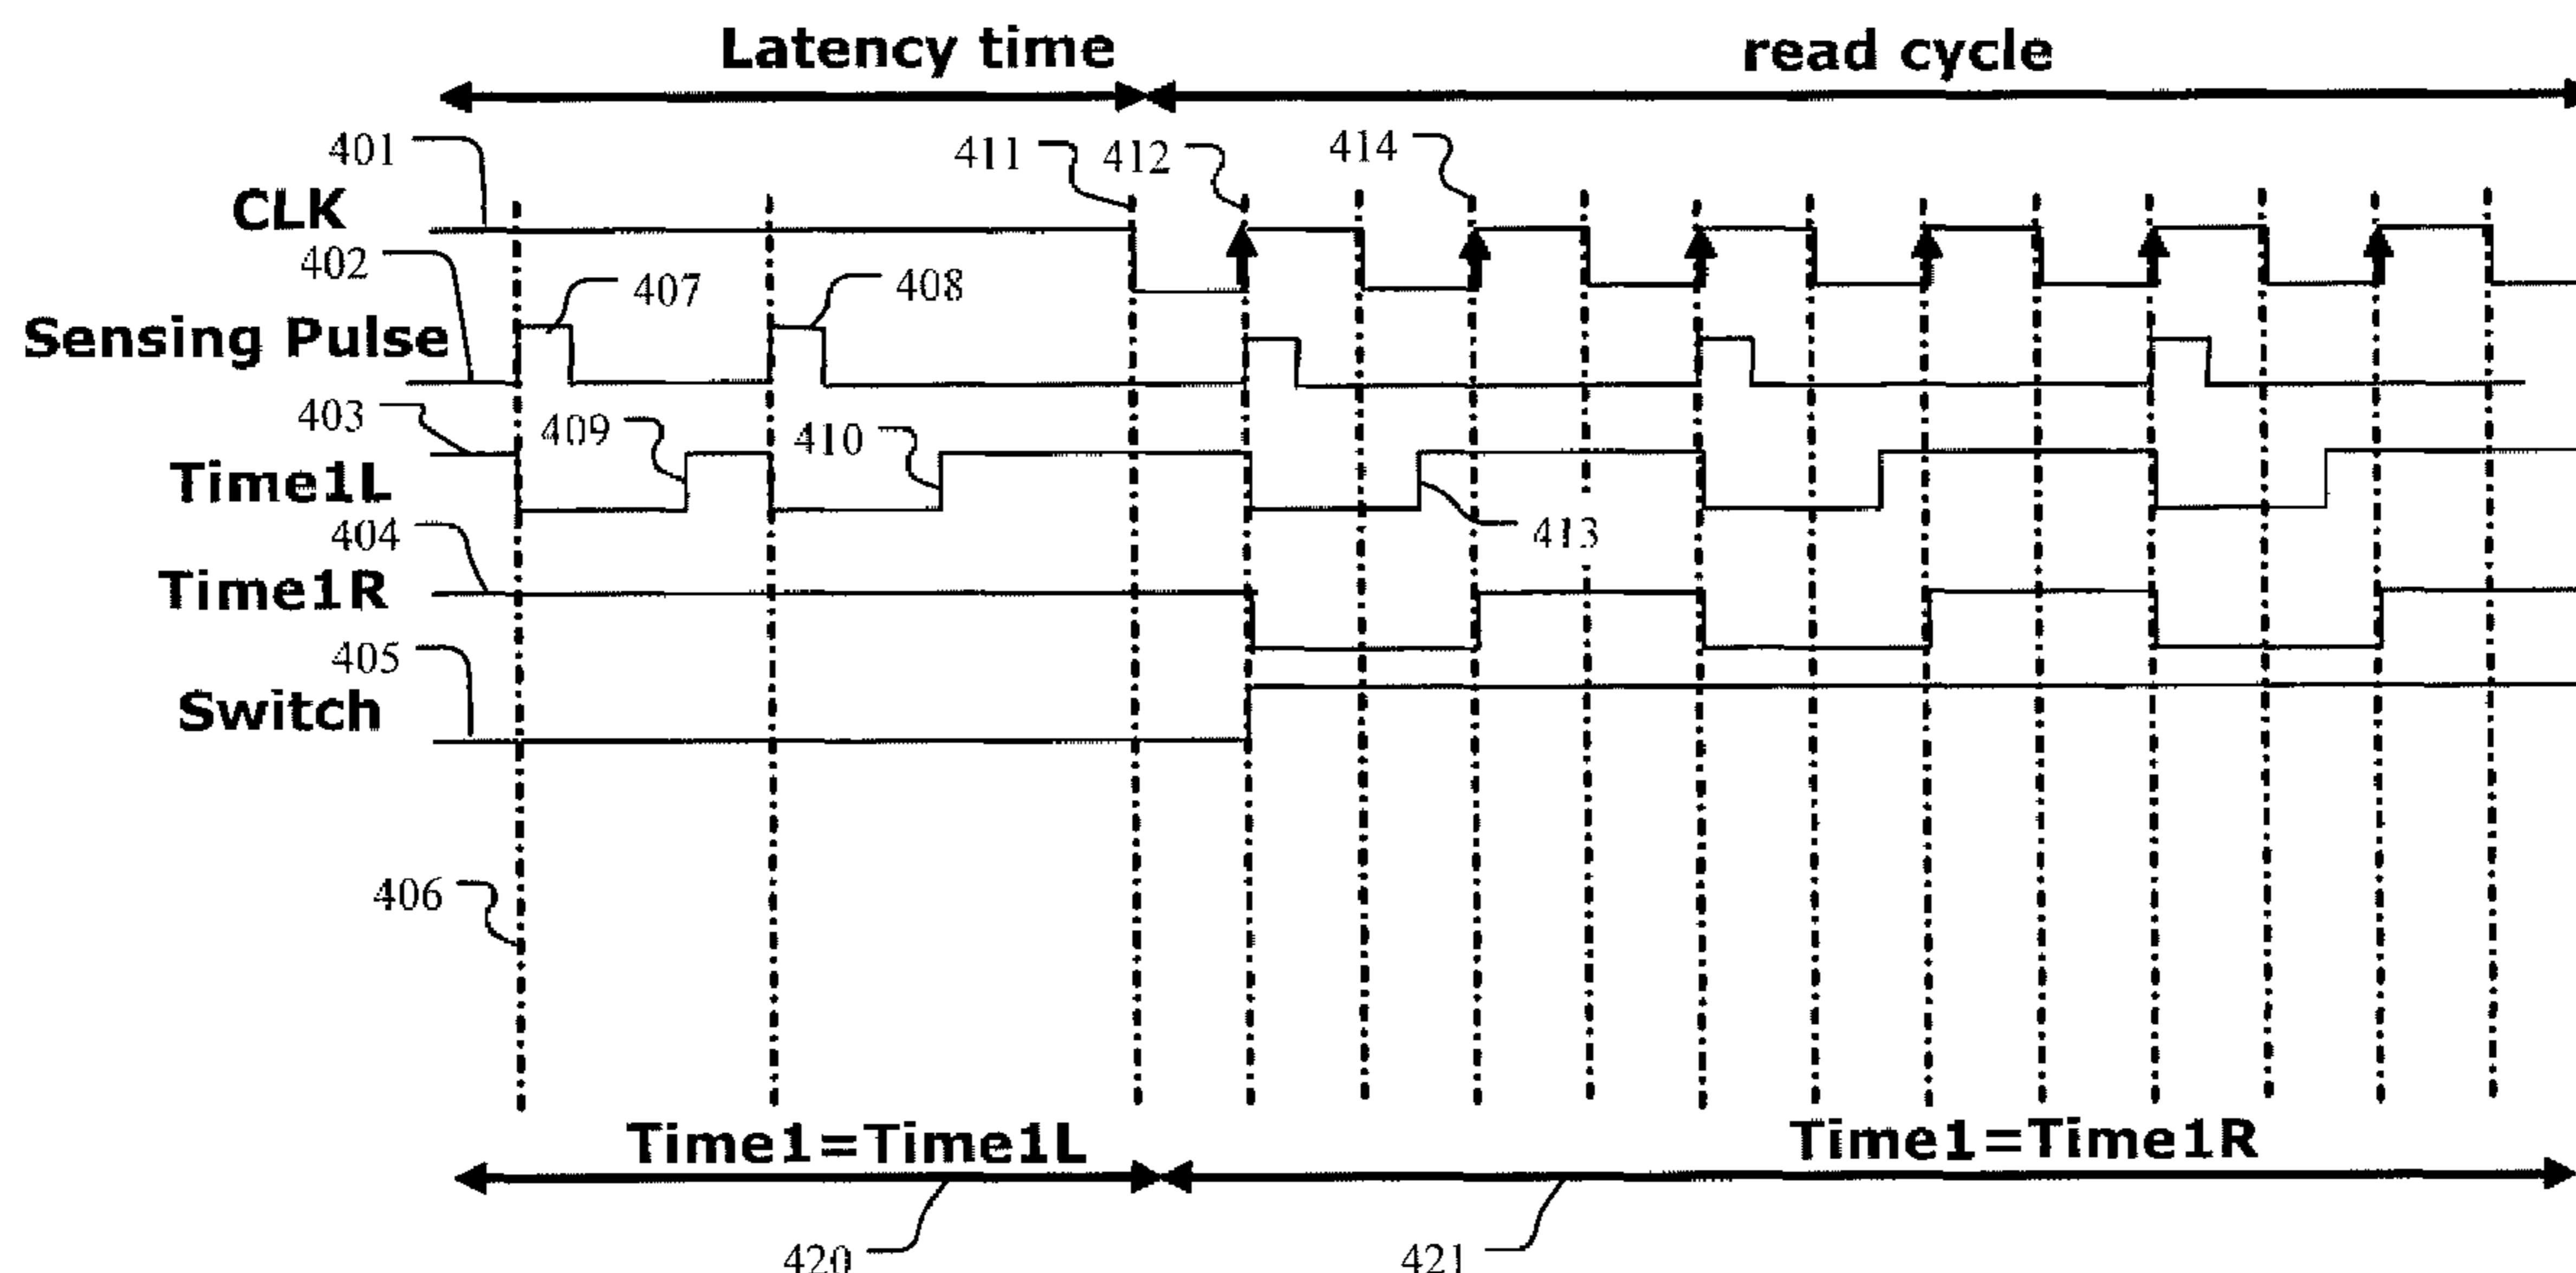 Latency time read cycle
401 411 412 414
CLK
402 407 408
Sensing Pulse
403 409 410
Time1L
404 413
Time1R
405
Switch
406
Time1=Time1L Time1=Time1R
420 421